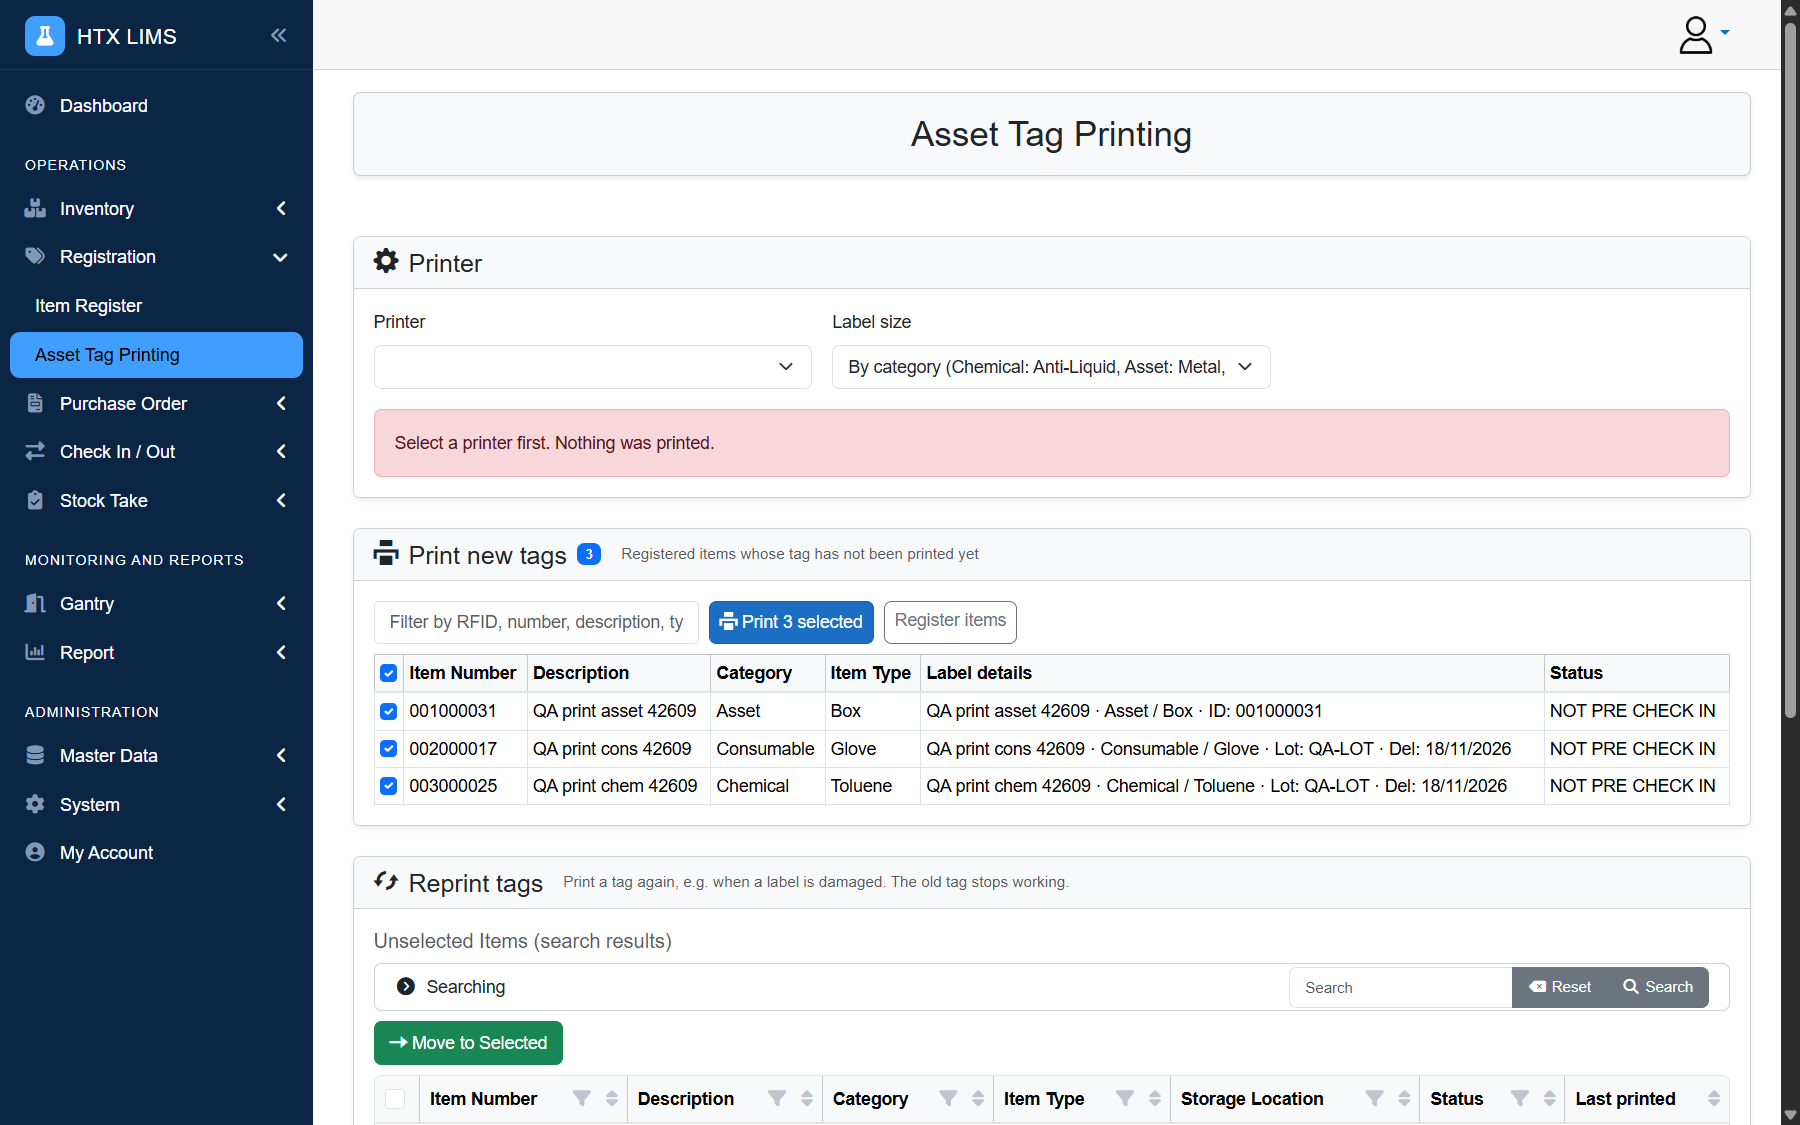 HTX LIMS
Dashboard
OPERATIONS
Inventory
Registration
Item Register
Asset Tag Printing
Purchase Order
Check In / Out
Stock Take
MONITORING AND REPORTS
Gantry
Report
ADMINISTRATION
Master Data
System
My Account
Asset Tag Printing
Printer
Printer Label size
By category (Chemical: Anti-Liquid, Asset: Metal,
Select a printer first. Nothing was printed.
Print new tags 3 Registered items whose tag has not been printed yet
Filter by RFID, number, description, ty Print 3 selected Register items
Item Number Description Category Item Type Label details Status
001000031 QA print asset 42609 Asset Box QA print asset 42609 · Asset / Box · ID: 001000031 NOT PRE CHECK IN
002000017 QA print cons 42609 Consumable Glove QA print cons 42609 · Consumable / Glove · Lot: QA-LOT · Del: 18/11/2026 NOT PRE CHECK IN
003000025 QA print chem 42609 Chemical Toluene QA print chem 42609 · Chemical / Toluene · Lot: QA-LOT · Del: 18/11/2026 NOT PRE CHECK IN
Reprint tags Print a tag again, e.g. when a label is damaged. The old tag stops working.
Unselected Items (search results)
Searching Search Reset Search
Move to Selected
Item Number Description Category Item Type Storage Location Status Last printed